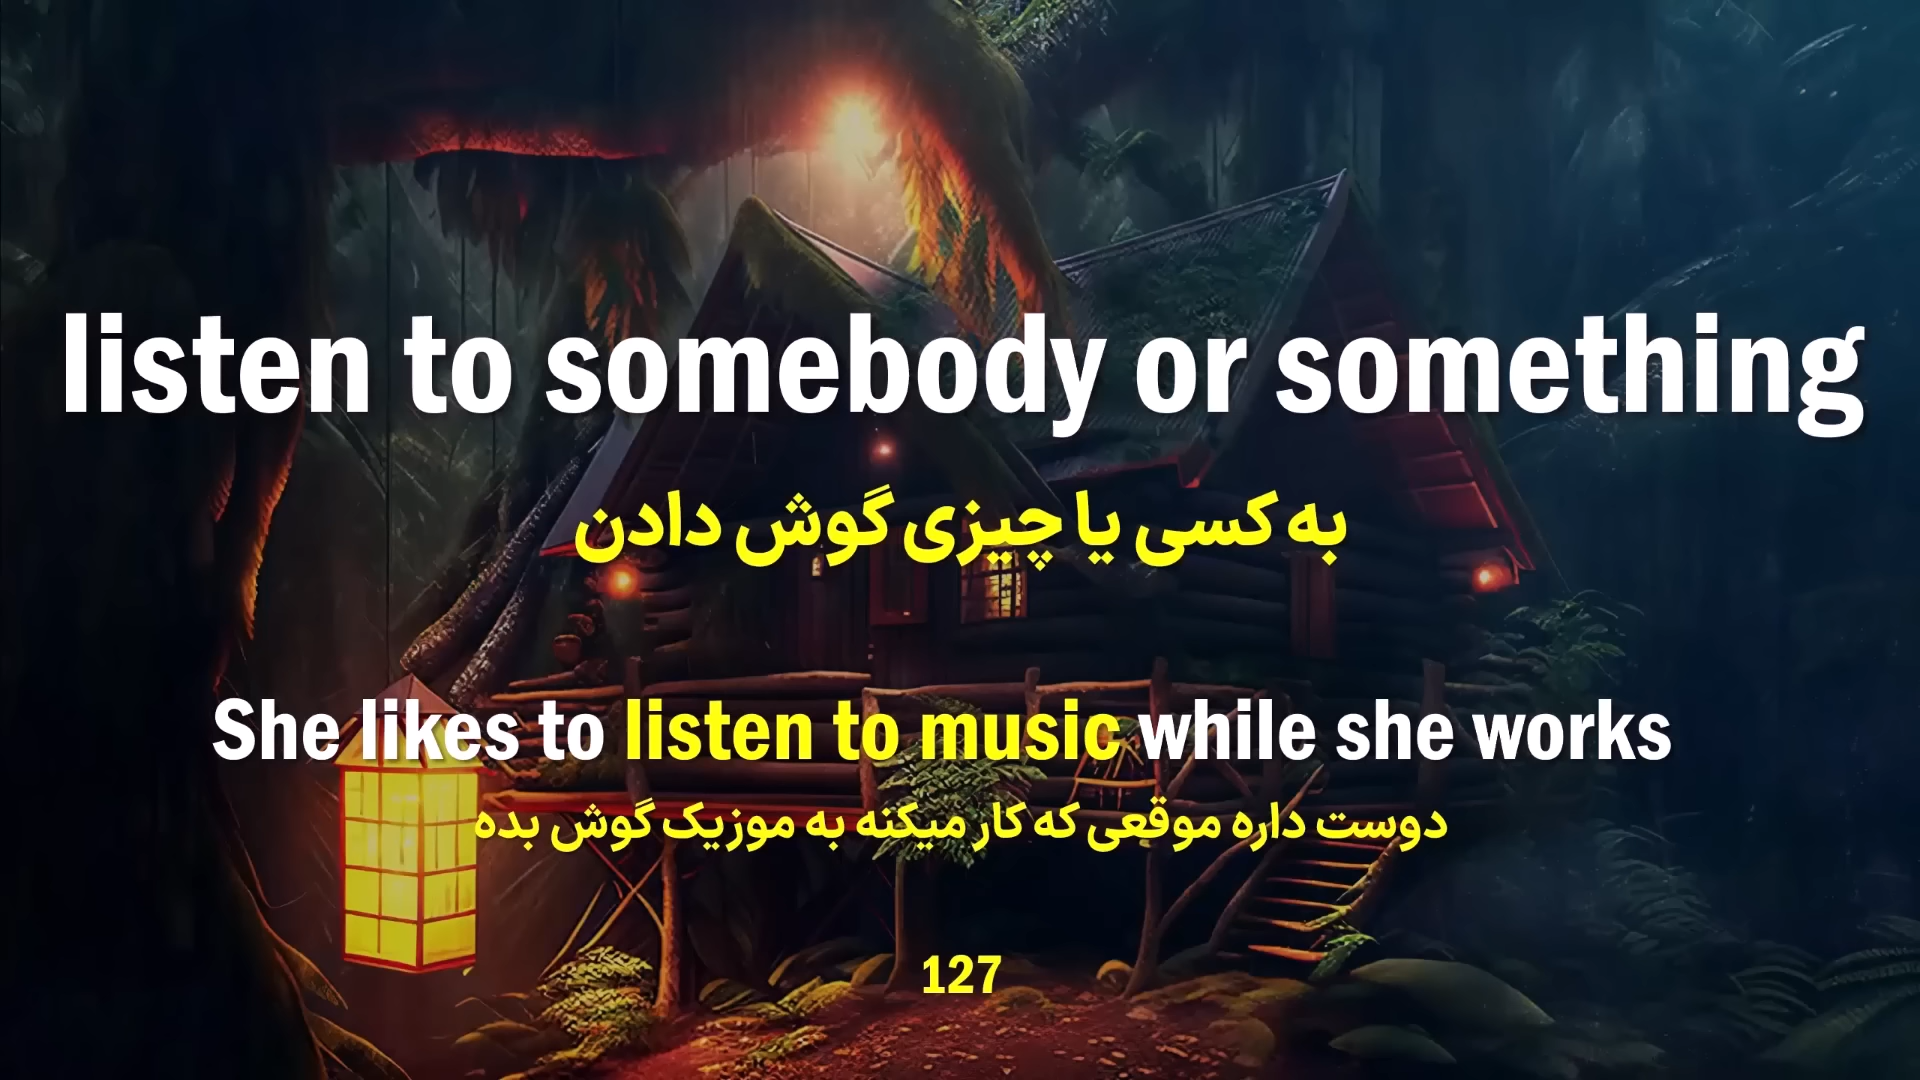 listen to somebody or something
به کسی یا چیزی گوش دادن
She likes to listen to music while she works
دوست داره موقعی که کار میکنه به موزیک گوش بده
127